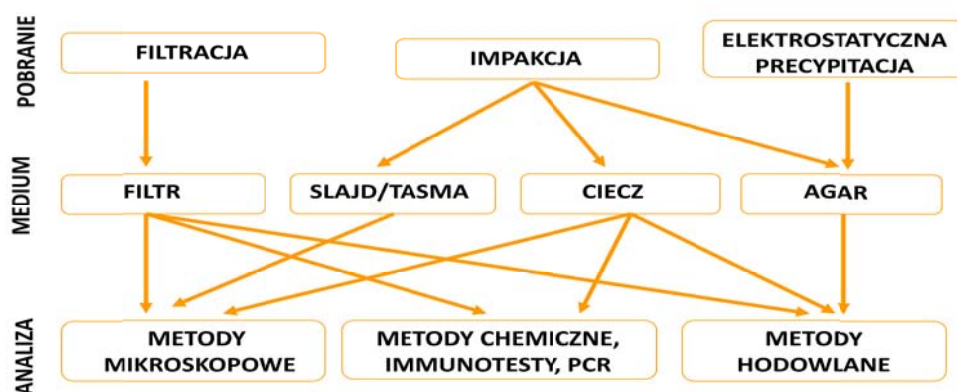 POBRANIE
FILTRACJA
IMPAKCJA
ELEKTROSTATYCZNA
PRECYPITACJA
MEDIUM
FILTR
SLAJD/TASMA
CIECZ
AGAR
ANALIZA
METODY
MIKROSKOPOWE
METODY CHEMICZNE,
IMMUNOTESTY, PCR
METODY
HODOWLANE